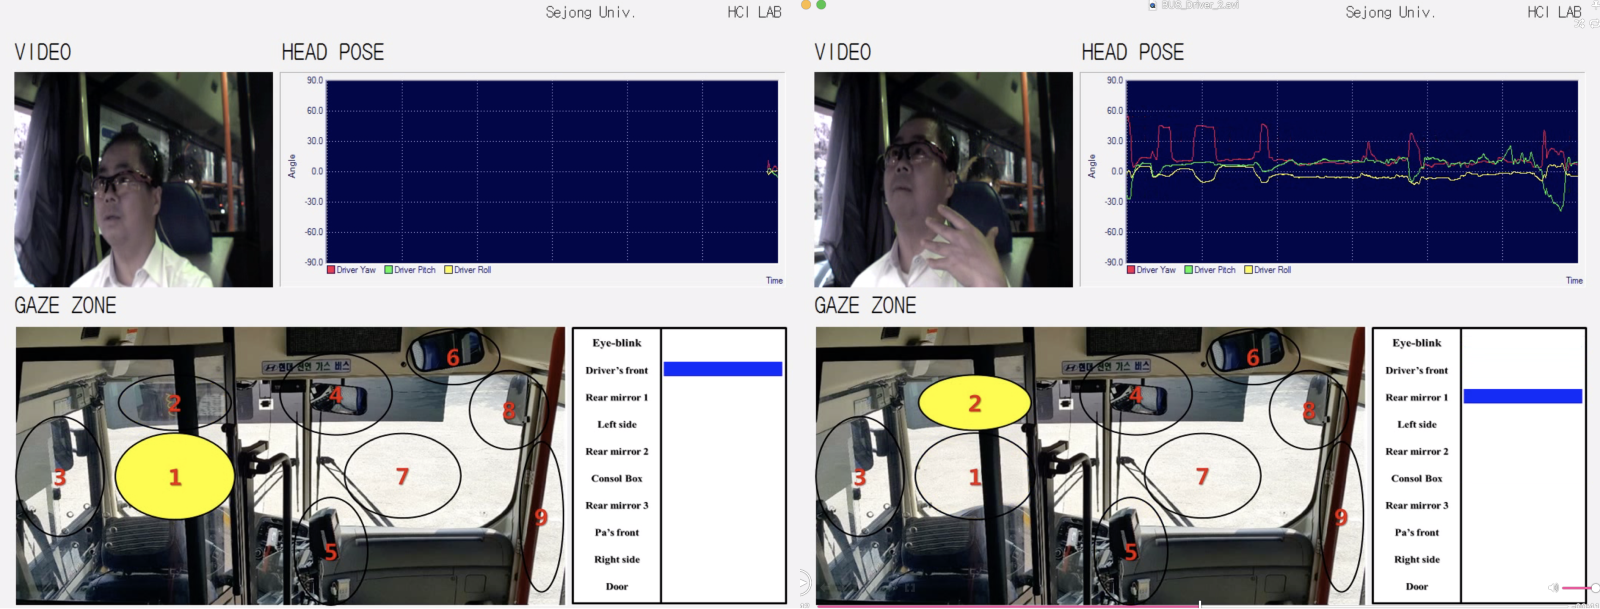 Sejong Univ. HCI LAB
VIDEO HEAD POSE
90.0
60.0
30.0
0.0
-30.0
-60.0
-90.0
Angle
Driver Yaw Driver Pitch Driver Roll
Time
GAZE ZONE
현대 천연 가스 버스
1
2
3
4
5
6
7
8
9
Eye-blink
Driver's front
Rear mirror 1
Left side
Rear mirror 2
Consol Box
Rear mirror 3
Pa's front
Right side
Door
BUS_Driver_2.avi
Sejong Univ. HCI LAB
VIDEO HEAD POSE
90.0
60.0
30.0
0.0
-30.0
-60.0
-90.0
Angle
Driver Yaw Driver Pitch Driver Roll
Time
GAZE ZONE
현대 천연 가스 버스
2
1
3
4
5
6
7
8
9
Eye-blink
Driver's front
Rear mirror 1
Left side
Rear mirror 2
Consol Box
Rear mirror 3
Pa's front
Right side
Door